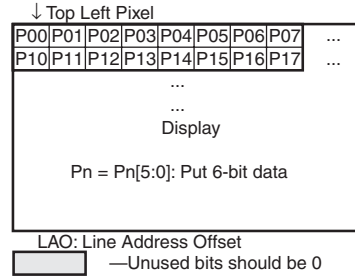 ↓ Top Left Pixel
P00 P01 P02 P03 P04 P05 P06 P07 ...
P10 P11 P12 P13 P14 P15 P16 P17 ...
...
...
Display
Pn = Pn[5:0]: Put 6-bit data
LAO: Line Address Offset
—Unused bits should be 0